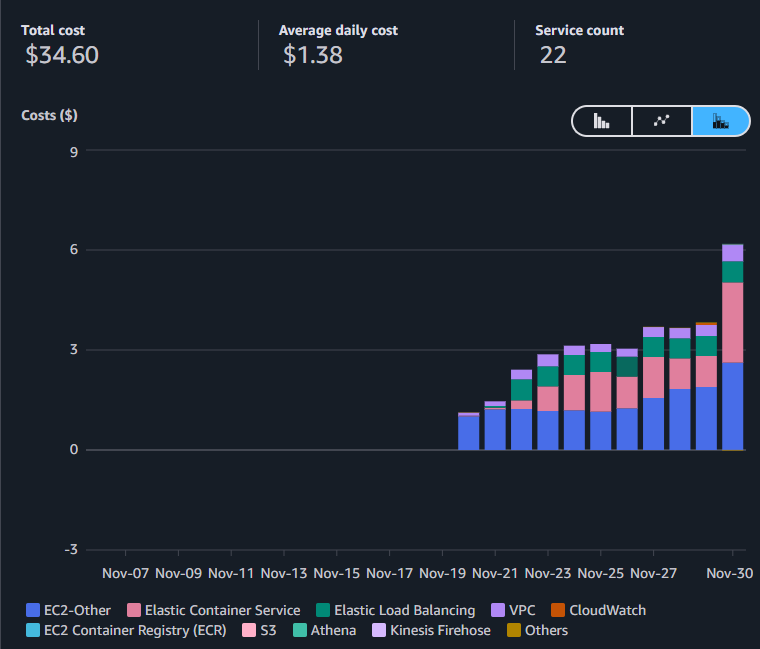 Total cost Average daily cost Service count
$34.60 $1.38 22
Costs ($)
9
6
3
0
-3
Nov-07 Nov-09 Nov-11 Nov-13 Nov-15 Nov-17 Nov-19 Nov-21 Nov-23 Nov-25 Nov-27 Nov-30
EC2-Other Elastic Container Service Elastic Load Balancing VPC CloudWatch
EC2 Container Registry (ECR) S3 Athena Kinesis Firehose Others